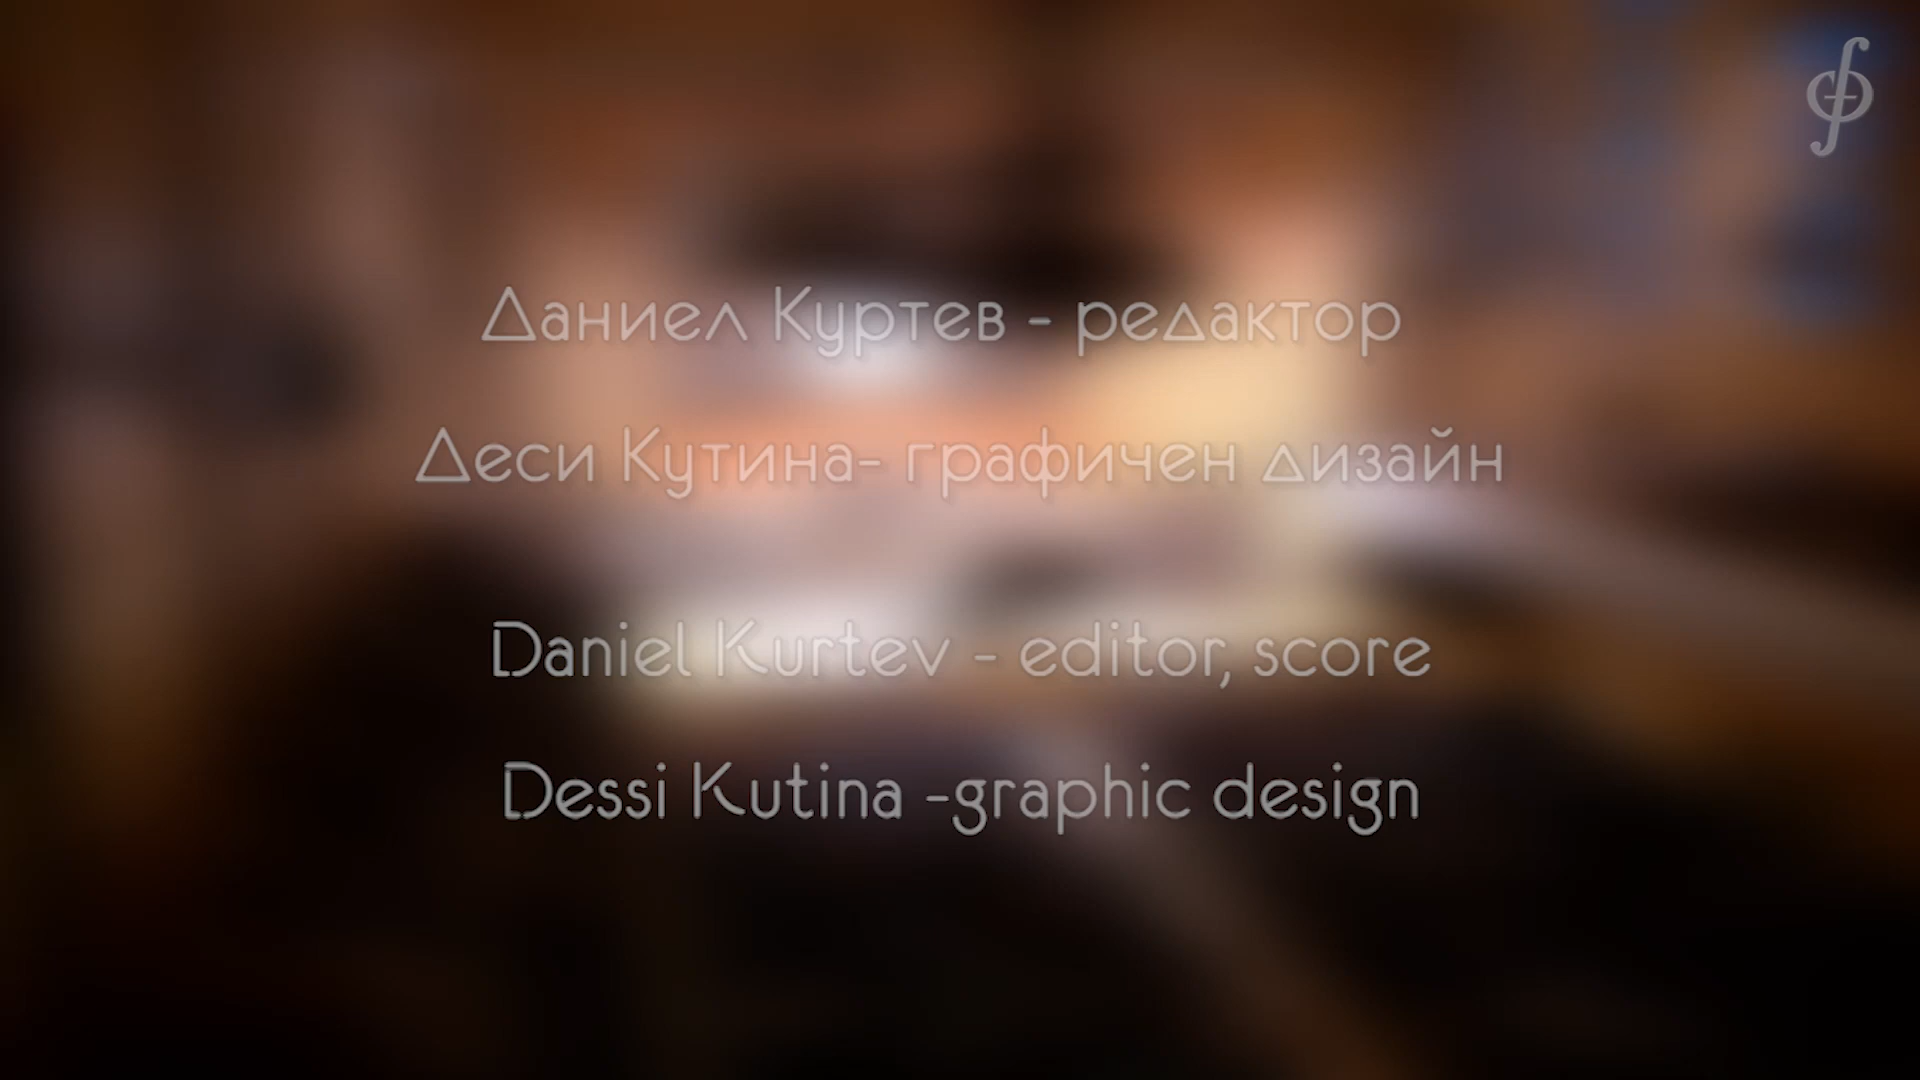 Даниел Куртев - редактор
Деси Кутина- графичен дизайн
Daniel Kurtev - editor, score
Dessi Kutina -graphic design